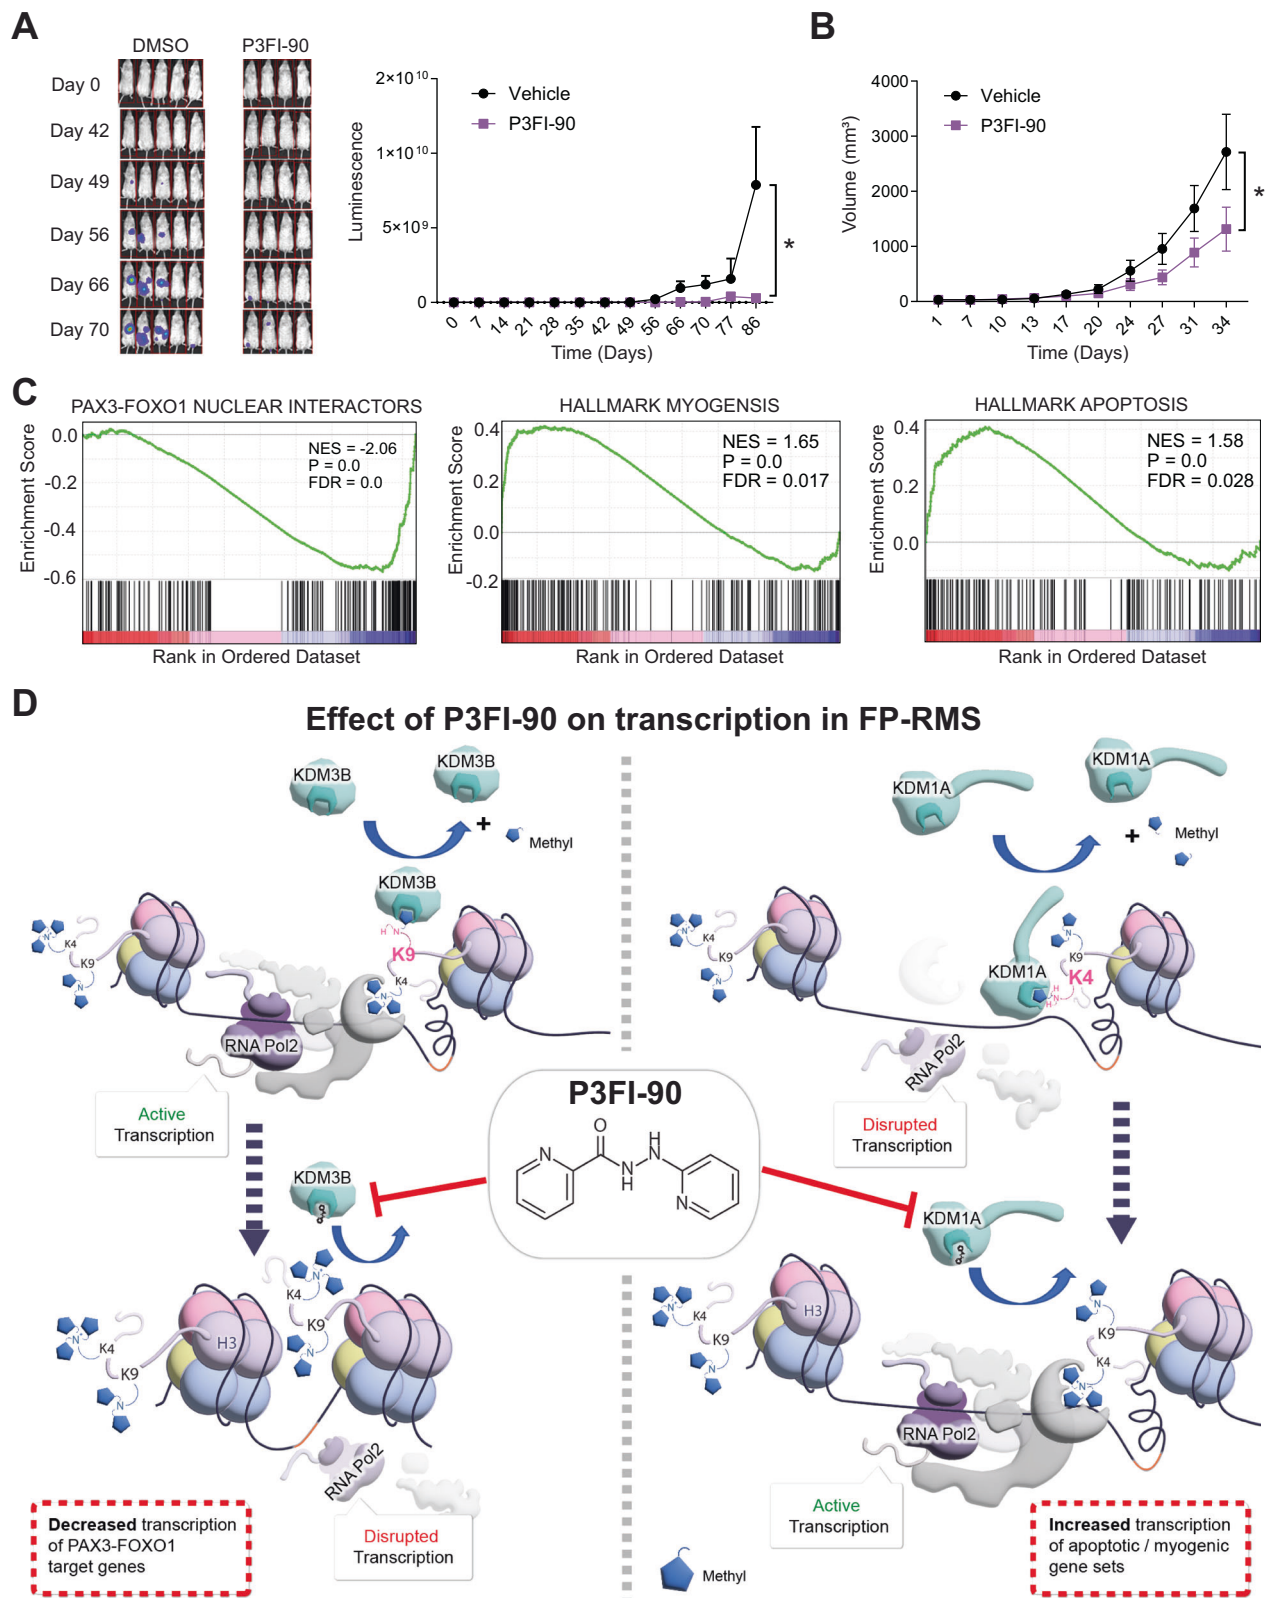 A
DMSO
P3FI-90
Day 0
Day 42
Day 49
Day 56
Day 66
Day 70
Luminescence
2×10¹⁰
1×10¹⁰
5×10⁹
0
Vehicle
P3FI-90
*
0 7 14 21 28 35 42 49 56 66 70 77 86
Time (Days)
B
Volume (mm³)
4000
3000
2000
1000
0
Vehicle
P3FI-90
*
1 7 10 13 17 20 24 27 31 34
Time (Days)
C
PAX3-FOXO1 NUCLEAR INTERACTORS
Enrichment Score
0.0
-0.2
-0.4
-0.6
NES = -2.06
P = 0.0
FDR = 0.0
Rank in Ordered Dataset
HALLMARK MYOGENSIS
Enrichment Score
0.4
0.2
0.0
-0.2
NES = 1.65
P = 0.0
FDR = 0.017
Rank in Ordered Dataset
HALLMARK APOPTOSIS
Enrichment Score
0.4
0.2
0.0
NES = 1.58
P = 0.0
FDR = 0.028
Rank in Ordered Dataset
D
Effect of P3FI-90 on transcription in FP-RMS
KDM3B
KDM3B
+
Methyl
KDM3B
H N
K9
K4
N
N
K4
K9
N
RNA Pol2
Active
Transcription
KDM1A
KDM1A
+
Methyl
N
K4
K9
N
KDM1A
N
K9
K4
H
N
H
RNA Pol2
Disrupted
Transcription
P3FI-90
O
H
N
N
N
H
N
KDM3B
N
K4
K9
N
N
K4
K9
N
H3
RNA Pol2
Disrupted
Transcription
Decreased transcription
of PAX3-FOXO1
target genes
KDM1A
N
K4
K9
N
H3
N
K9
K4
N
RNA Pol2
Active
Transcription
Increased transcription
of apoptotic / myogenic
gene sets
Methyl